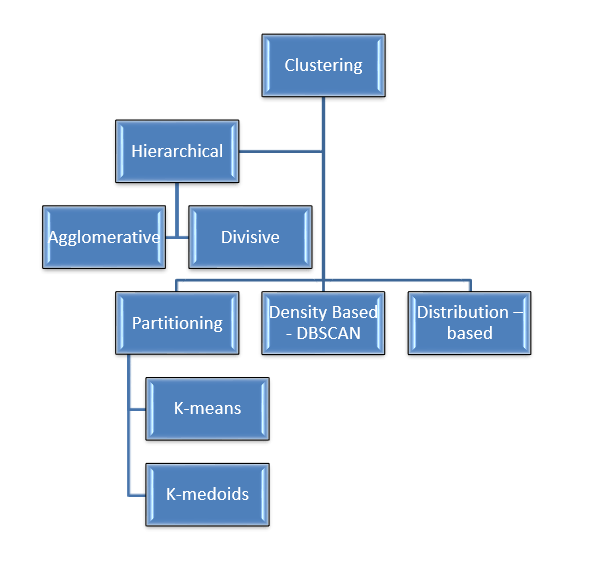 Clustering
Hierarchical
Agglomerative
Divisive
Partitioning
Density Based
- DBSCAN
Distribution –
based
K-means
K-medoids